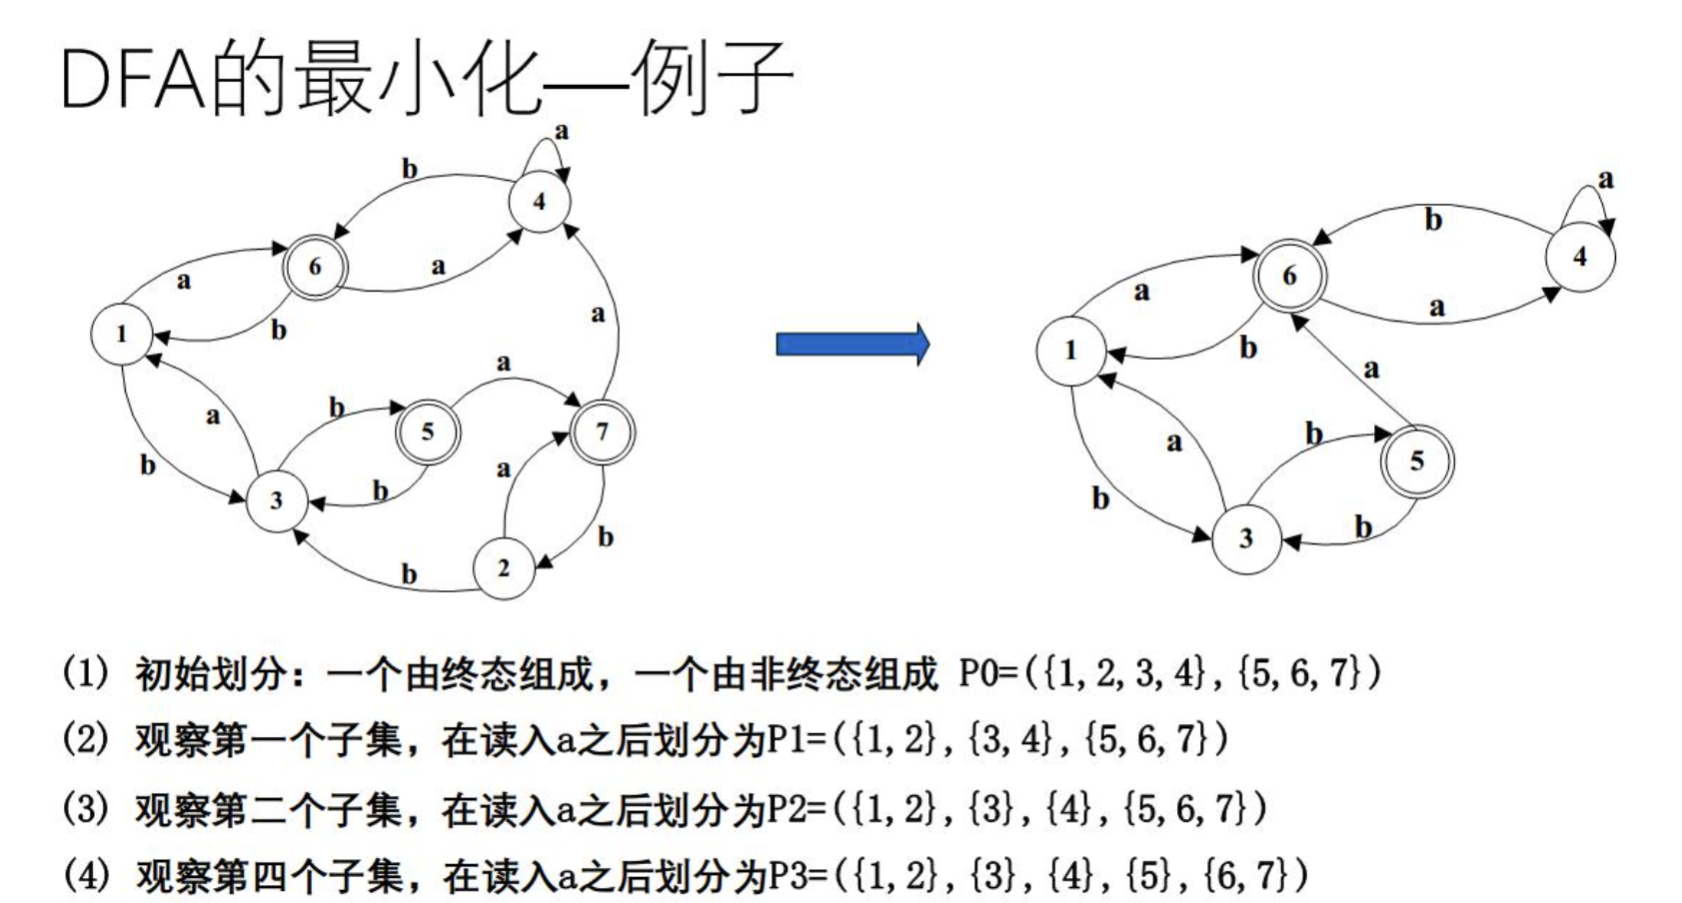 DFA的最小化—例子
a
b
4
6
a
a
1
b
a
a
b
5
7
a
b
a
b
3
b
2
b
b
a
b
4
6
a
a
1
b
a
a
b
5
b
3
b
(1) 初始划分：一个由终态组成，一个由非终态组成 P0=({1,2,3,4},{5,6,7})
(2) 观察第一个子集，在读入a之后划分为P1=({1,2},{3,4},{5,6,7})
(3) 观察第二个子集，在读入a之后划分为P2=({1,2},{3},{4},{5,6,7})
(4) 观察第四个子集，在读入a之后划分为P3=({1,2},{3},{4},{5},{6,7})